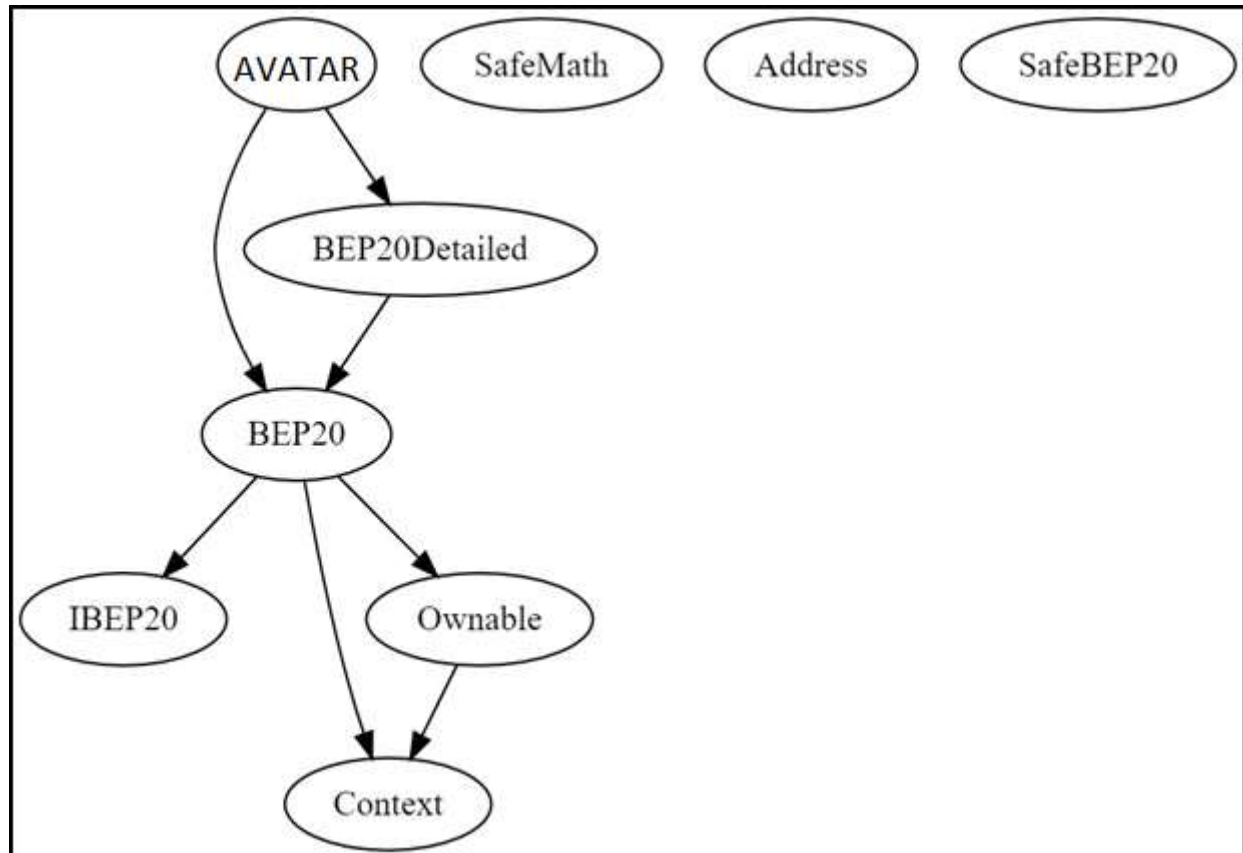 AVATAR
SafeMath
Address
SafeBEP20
BEP20Detailed
BEP20
IBEP20
Ownable
Context